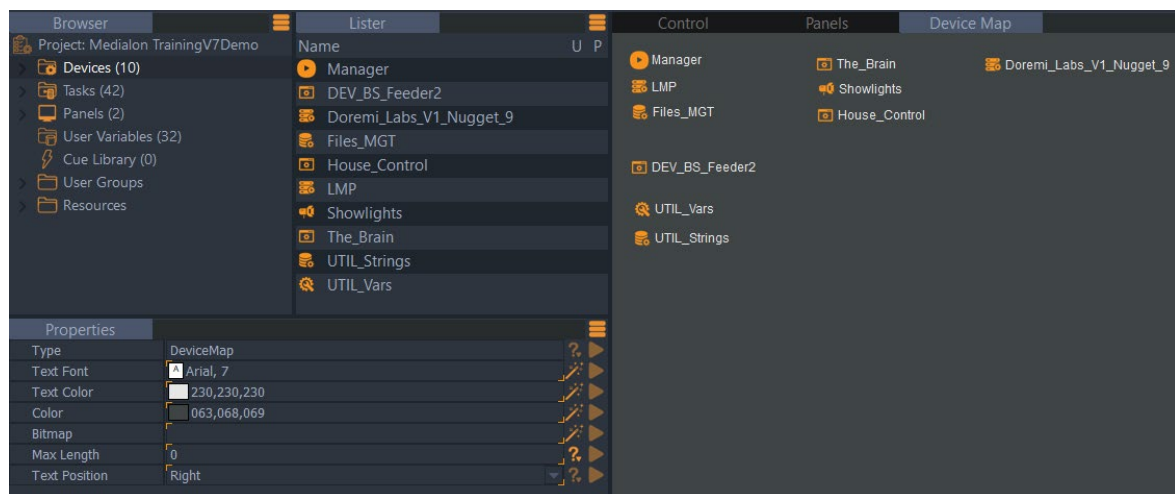 Browser
Project: Medialon TrainingV7Demo
Devices (10)
Tasks (42)
Panels (2)
User Variables (32)
Cue Library (0)
User Groups
Resources
Lister
Name U P
Manager
DEV_BS_Feeder2
Doremi_Labs_V1_Nugget_9
Files_MGT
House_Control
LMP
Showlights
The_Brain
UTIL_Strings
UTIL_Vars
Properties
Type DeviceMap
Text Font A Arial, 7
Text Color 230,230,230
Color 063,068,069
Bitmap
Max Length 0
Text Position Right
Control Panels Device Map
Manager The_Brain Doremi_Labs_V1_Nugget_9
LMP Showlights
Files_MGT House_Control
DEV_BS_Feeder2
UTIL_Vars
UTIL_Strings